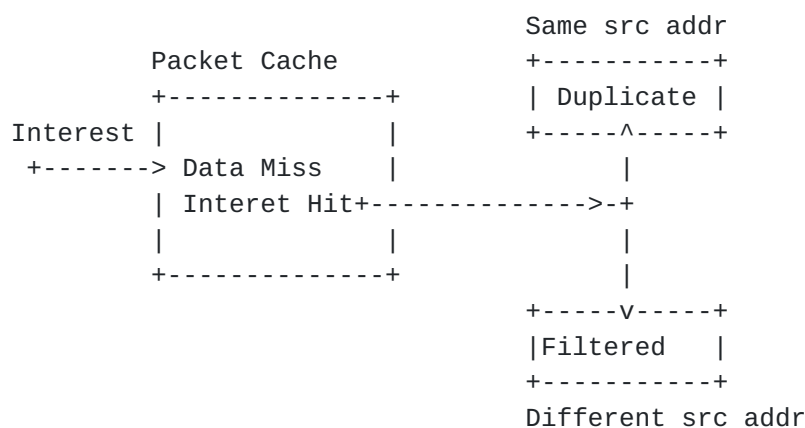 Same src addr
Packet Cache +-----------+
+--------------+ | Duplicate |
Interest | | +-----^-----+
+-------> Data Miss | |
| Interet Hit+-------------->-+
| | |
+--------------+ |
+-----v-----+
|Filtered |
+-----------+
Different src addr